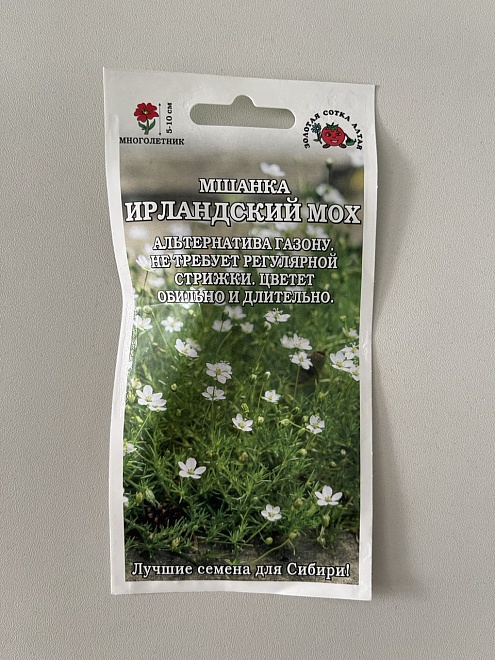 5-10 см
МНОГОЛЕТНИК
ЗОЛОТАЯ СОТКА АЛТАЯ
МШАНКА
ИРЛАНДСКИЙ МОХ
АЛЬТЕРНАТИВА ГАЗОНУ.
НЕ ТРЕБУЕТ РЕГУЛЯРНОЙ
СТРИЖКИ. ЦВЕТЕТ
ОБИЛЬНО И ДЛИТЕЛЬНО.
Лучшие семена для Сибири!